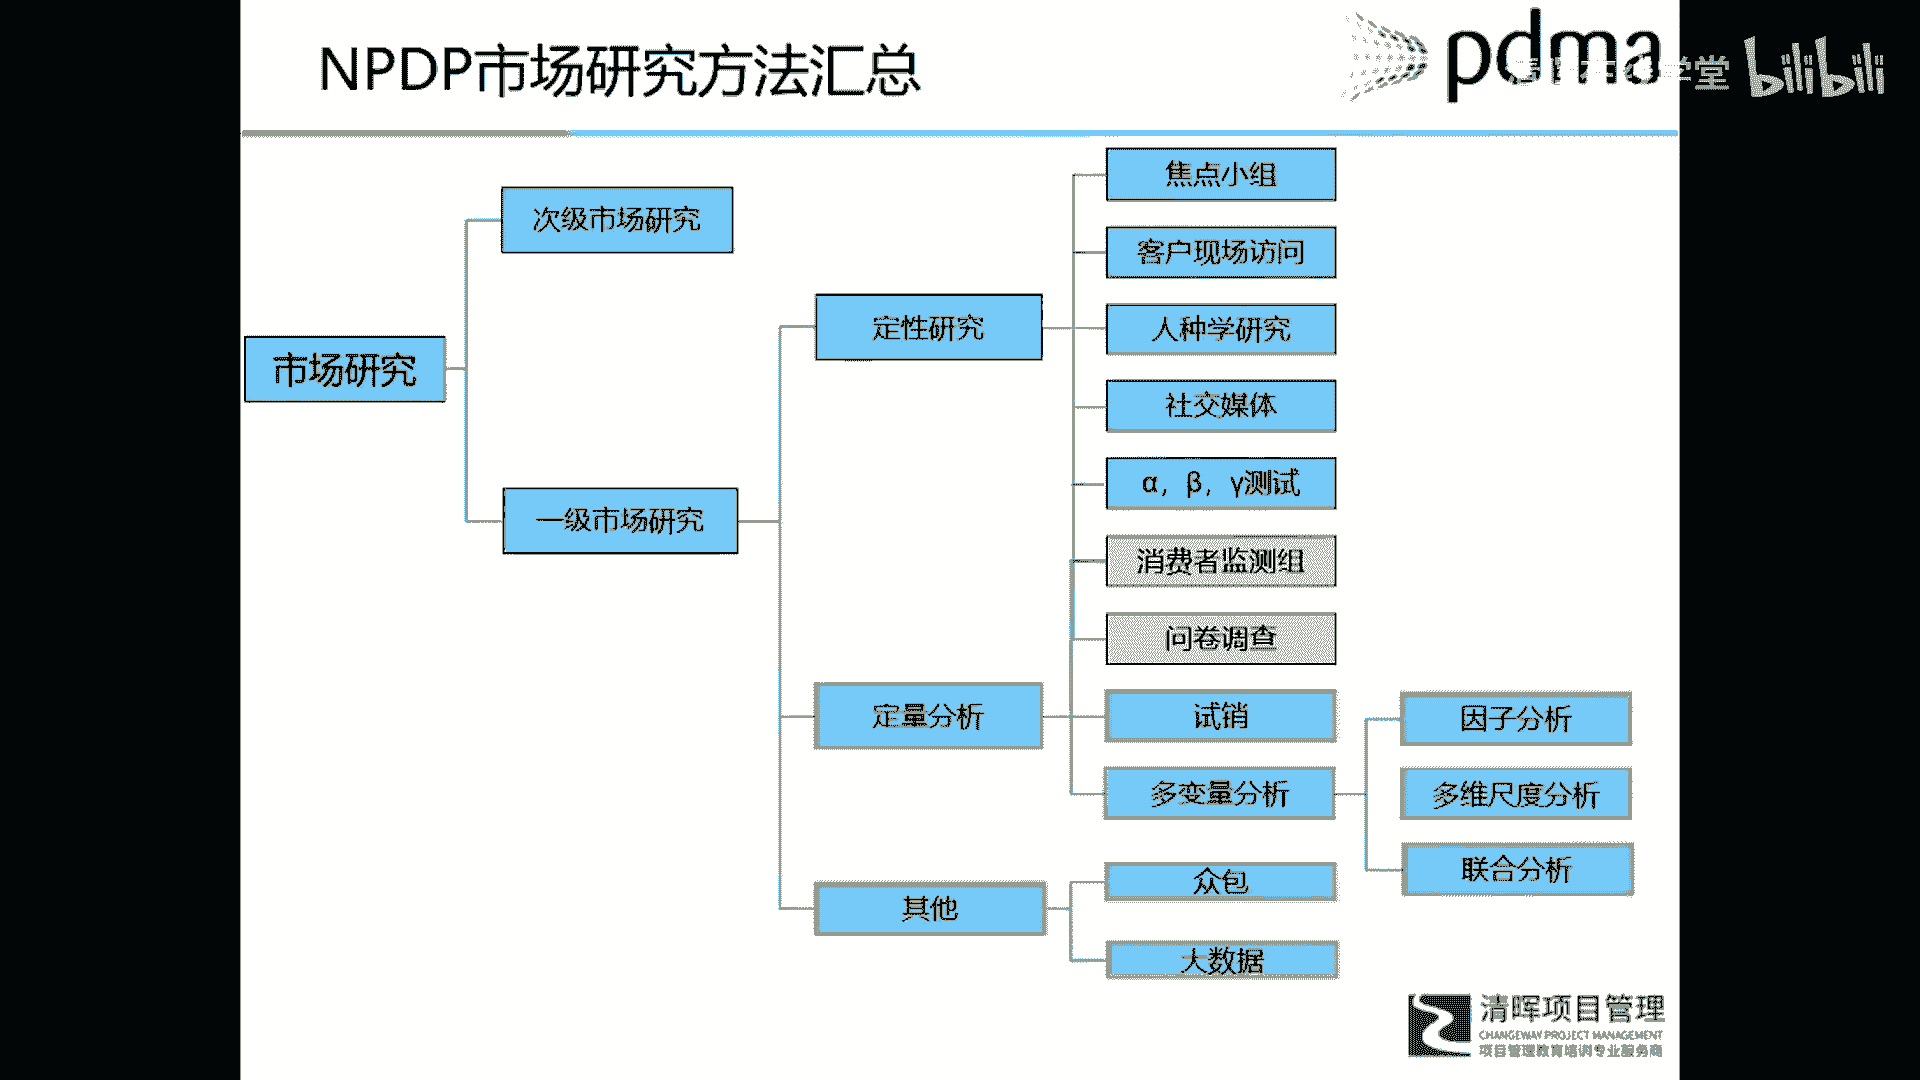 NPDP市场研究方法汇总
pdma
学堂
bilibili
焦点小组
次级市场研究
客户现场访问
定性研究
人种学研究
市场研究
社交媒体
α，β，γ测试
一级市场研究
消费者监测组
问卷调查
定量分析
试销
因子分析
多变量分析
多维尺度分析
众包
联合分析
其他
大数据
清晖项目管理
CHANGEWAY PROJECT MANAGEMENT
项目管理教育培训专业服务商